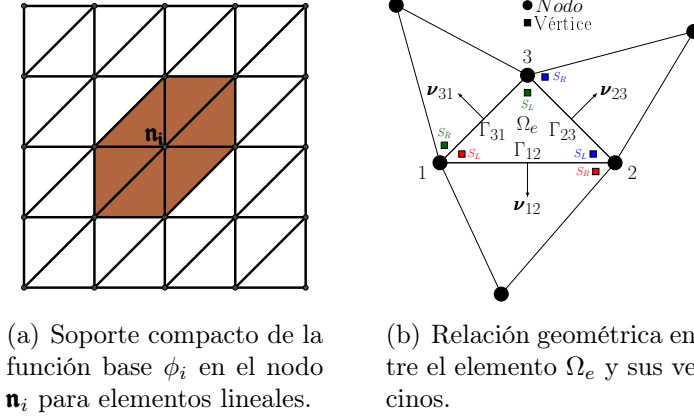 𝖓ᵢ
Nodo
Vértice
3
S_R
S_L
ν₃₁
ν₂₃
Ω_e
Γ₃₁
Γ₂₃
S_R
S_L
Γ₁₂
S_L
S_R
1
2
ν₁₂
(a) Soporte compacto de la
función base ϕᵢ en el nodo
𝖓ᵢ para elementos lineales.
(b) Relación geométrica en
tre el elemento Ω_e y sus ve
cinos.